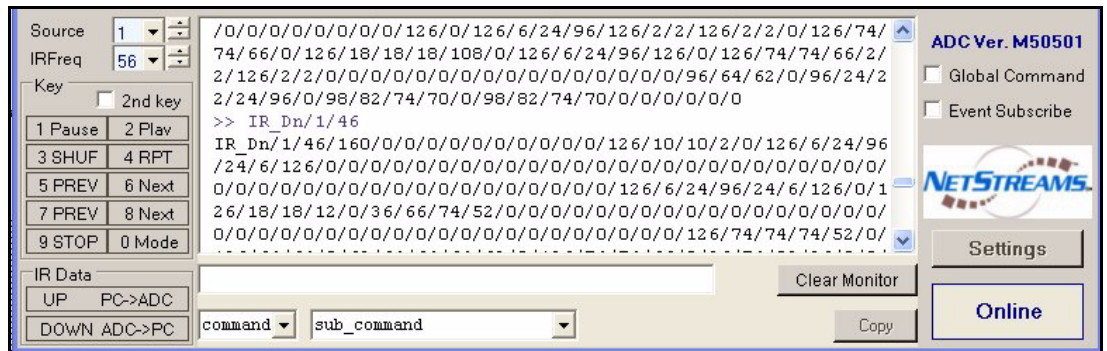 Source 1
IRFreq 56
Key
2nd key
1 Pause 2 Play
3 SHUF 4 RPT
5 PREV 6 Next
7 PREV 8 Next
9 STOP 0 Mode
IR Data
UP PC->ADC
DOWN ADC->PC
/0/0/0/0/0/0/0/0/126/0/126/6/24/96/126/2/2/126/2/2/0/126/74/
74/66/0/126/18/18/18/108/0/126/6/24/96/126/0/126/74/74/66/2/
2/126/2/2/0/0/0/0/0/0/0/0/0/0/0/0/0/0/0/0/96/64/62/0/96/24/2
2/24/96/0/98/82/74/70/0/98/82/74/70/0/0/0/0/0/0/0
>> IR_Dn/1/46
IR_Dn/1/46/160/0/0/0/0/0/0/0/0/0/0/126/10/10/2/0/126/6/24/96
/24/6/126/0/0/0/0/0/0/0/0/0/0/0/0/0/0/0/0/0/0/0/0/0/0/0/0/0/
0/0/0/0/0/0/0/0/0/0/0/0/0/0/0/0/0/0/126/6/24/96/24/6/126/0/1
26/18/18/12/0/36/66/74/52/0/0/0/0/0/0/0/0/0/0/0/0/0/0/0/0/0/
0/0/0/0/0/0/0/0/0/0/0/0/0/0/0/0/0/0/0/0/0/126/74/74/74/52/0/
Clear Monitor
command sub_command
Copy
ADC Ver. M50501
Global Command
Event Subscribe
NETSTREAMS.
Settings
Online